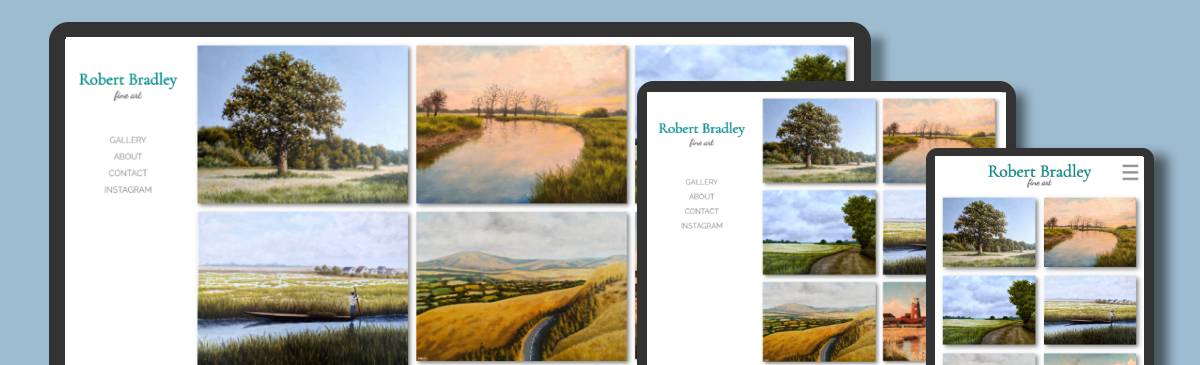 Robert Bradley
fine art
GALLERY
ABOUT
CONTACT
INSTAGRAM
Robert Bradley
fine art
GALLERY
ABOUT
CONTACT
INSTAGRAM
Robert Bradley
fine art